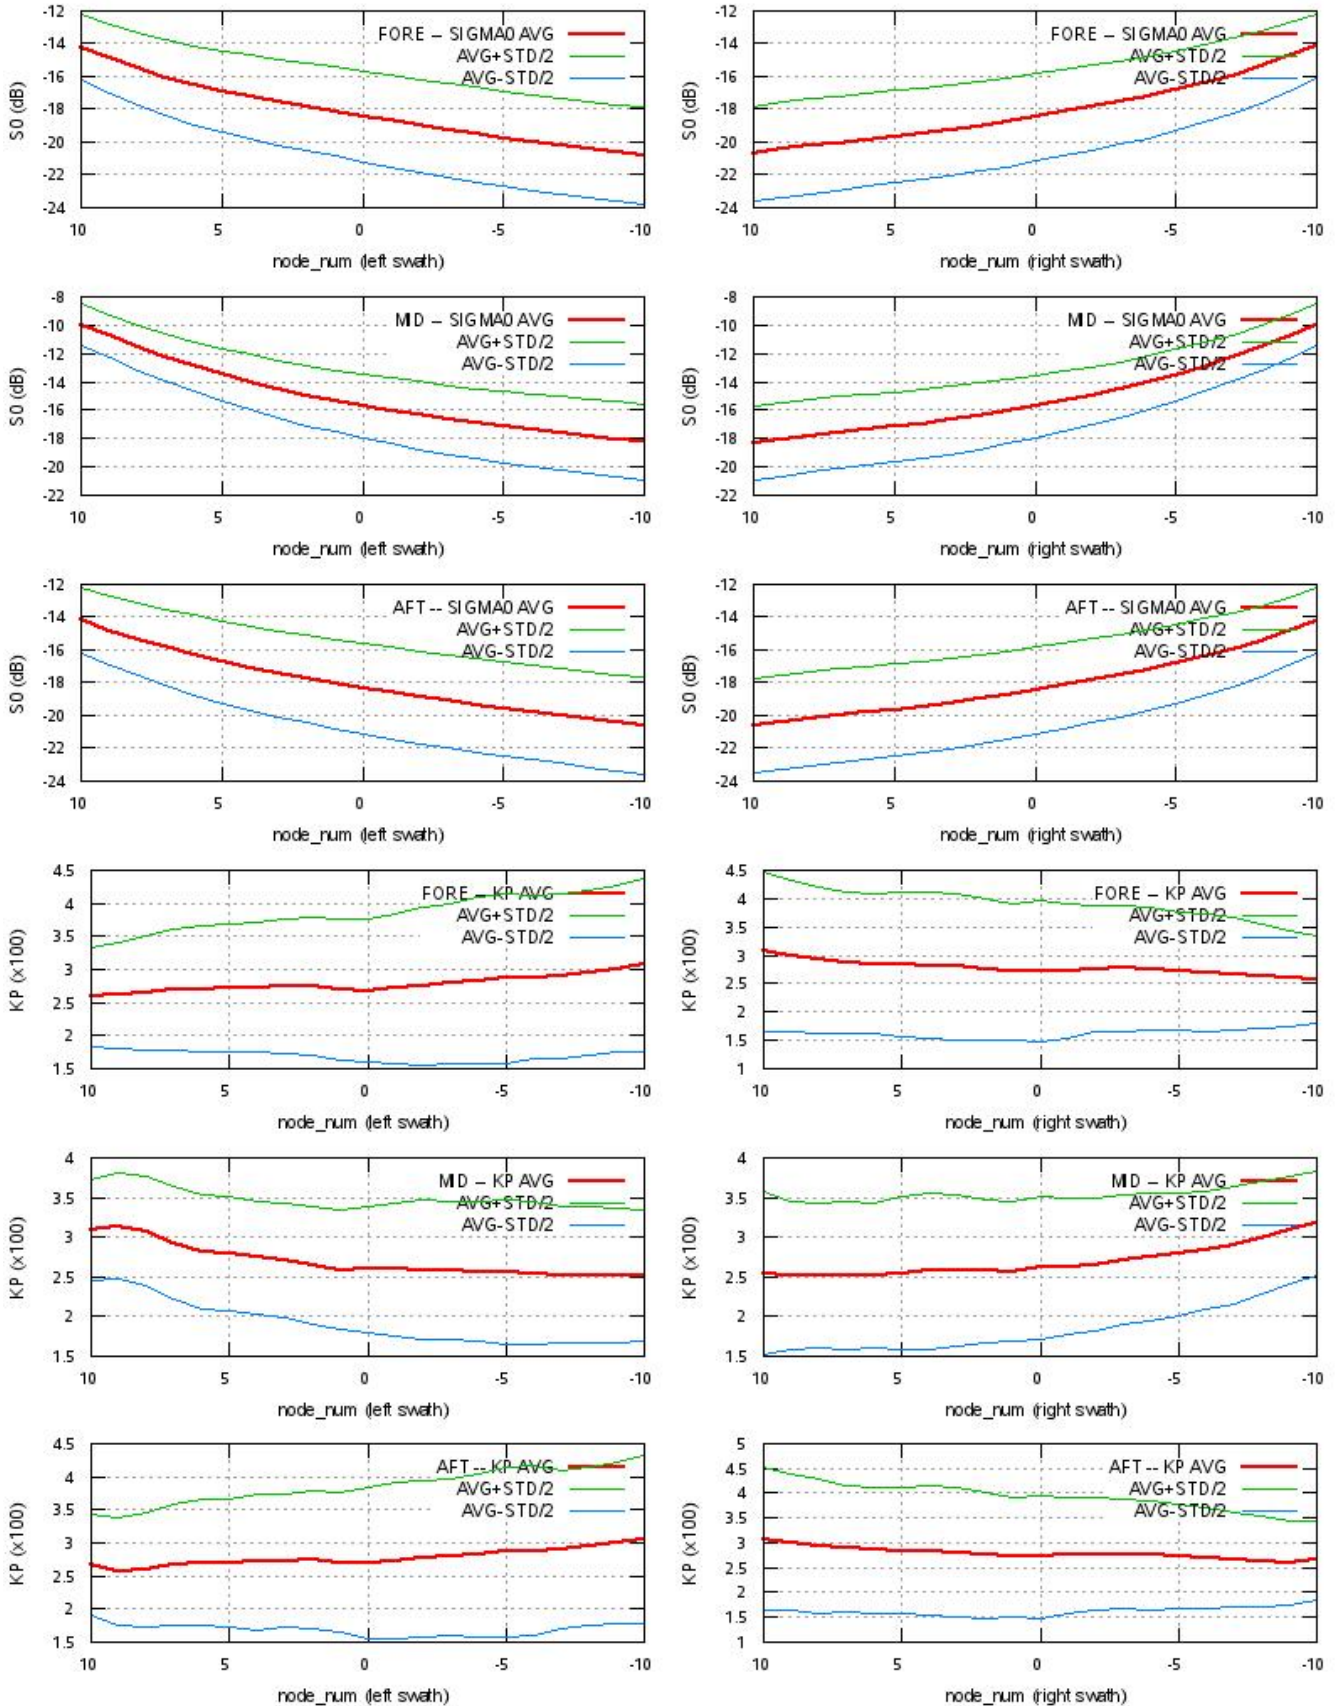 -12
-14
-16
-18
-20
-22
-24
S0 (dB)
FORE – SIGMA0 AVG
AVG+STD/2
AVG-STD/2
10 5 0 -5 -10
node_num (left swath)
-12
-14
-16
-18
-20
-22
-24
S0 (dB)
FORE – SIGMA0 AVG
AVG+STD/2
AVG-STD/2
10 5 0 -5 -10
node_num (right swath)
-8
-10
-12
-14
-16
-18
-20
-22
S0 (dB)
MID – SIGMA0 AVG
AVG+STD/2
AVG-STD/2
10 5 0 -5 -10
node_num (left swath)
-8
-10
-12
-14
-16
-18
-20
-22
S0 (dB)
MID – SIGMA0 AVG
AVG+STD/2
AVG-STD/2
10 5 0 -5 -10
node_num (right swath)
-12
-14
-16
-18
-20
-22
-24
S0 (dB)
AFT -- SIGMA0 AVG
AVG+STD/2
AVG-STD/2
10 5 0 -5 -10
node_num (left swath)
-12
-14
-16
-18
-20
-22
-24
S0 (dB)
AFT -- SIGMA0 AVG
AVG+STD/2
AVG-STD/2
10 5 0 -5 -10
node_num (right swath)
4.5
4
3.5
3
2.5
2
1.5
KP (x100)
FORE – KP AVG
AVG+STD/2
AVG-STD/2
10 5 0 -5 -10
node_num (left swath)
4.5
4
3.5
3
2.5
2
1.5
1
KP (x100)
FORE – KP AVG
AVG+STD/2
AVG-STD/2
10 5 0 -5 -10
node_num (right swath)
4
3.5
3
2.5
2
1.5
KP (x100)
MID – KP AVG
AVG+STD/2
AVG-STD/2
10 5 0 -5 -10
node_num (left swath)
4
3.5
3
2.5
2
1.5
KP (x100)
MID – KP AVG
AVG+STD/2
AVG-STD/2
10 5 0 -5 -10
node_num (right swath)
4.5
4
3.5
3
2.5
2
1.5
KP (x100)
AFT -- KP AVG
AVG+STD/2
AVG-STD/2
10 5 0 -5 -10
node_num (left swath)
5
4.5
4
3.5
3
2.5
2
1.5
1
KP (x100)
AFT -- KP AVG
AVG+STD/2
AVG-STD/2
10 5 0 -5 -10
node_num (right swath)